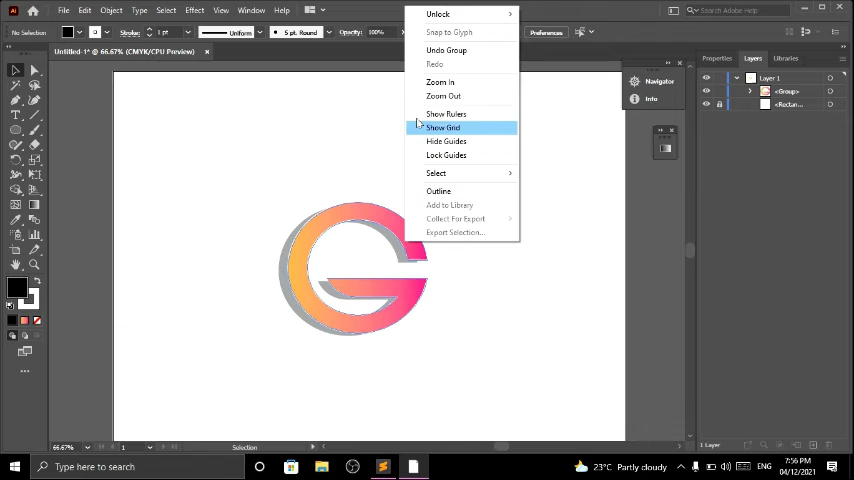 Ai
File Edit Object Type Select Effect View Window Help
Search Adobe Help
No Selection Stroke: 1 pt Uniform 5 pt. Round Opacity: 100% Preferences
Untitled-1* @ 66.67% (CMYK/CPU Preview) ×
Unlock
Snap to Glyph
Undo Group
Redo
Zoom In
Zoom Out
Show Rulers
Show Grid
Hide Guides
Lock Guides
Select
Outline
Add to Library
Collect For Export
Export Selection...
Navigator
Info
Properties Layers Libraries
Layer 1
<Group>
<Rectan...
66.67% 1 Selection
1 Layer
Type here to search
23°C Partly cloudy
ENG
7:56 PM
04/12/2021